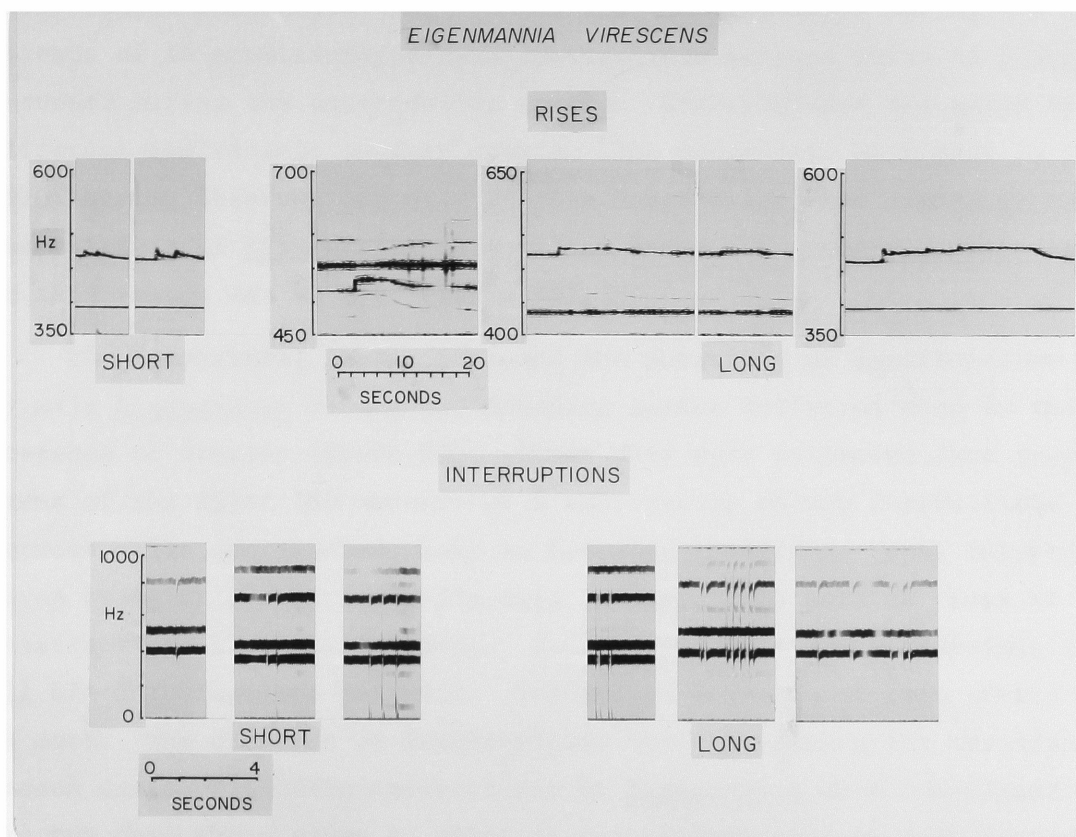 EIGENMANNIA VIRESCENS
RISES
600
Hz
350
700
450
650
400
600
350
SHORT
0 10 20
SECONDS
LONG
INTERRUPTIONS
1000
Hz
0
SHORT
LONG
0 4
SECONDS